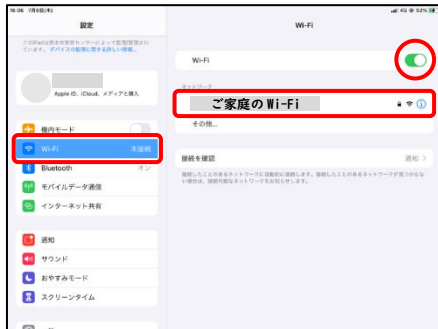 16:36 7月8日(木)
4G 52%
設定
Wi-Fi
このiPadは熊本市教育センターによって監視/管理され
ています。デバイスの監視に関する詳しい情報...
Apple ID、iCloud、メディアと購入
機内モード
Wi-Fi 未接続
Bluetooth オン
モバイルデータ通信
インターネット共有
通知
サウンド
おやすみモード
スクリーンタイム
Wi-Fi
ネットワーク
ご家庭のWi-Fi
その他...
接続を確認 通知
接続したことのあるネットワークに自動的に接続します。接続したことのあるネットワークが見つからな
い場合は、接続可能なネットワークをお知らせします。